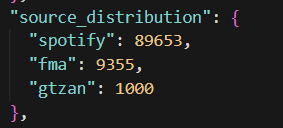 "source_distribution": {
"spotify": 89653,
"fma": 9355,
"gtzan": 1000
},